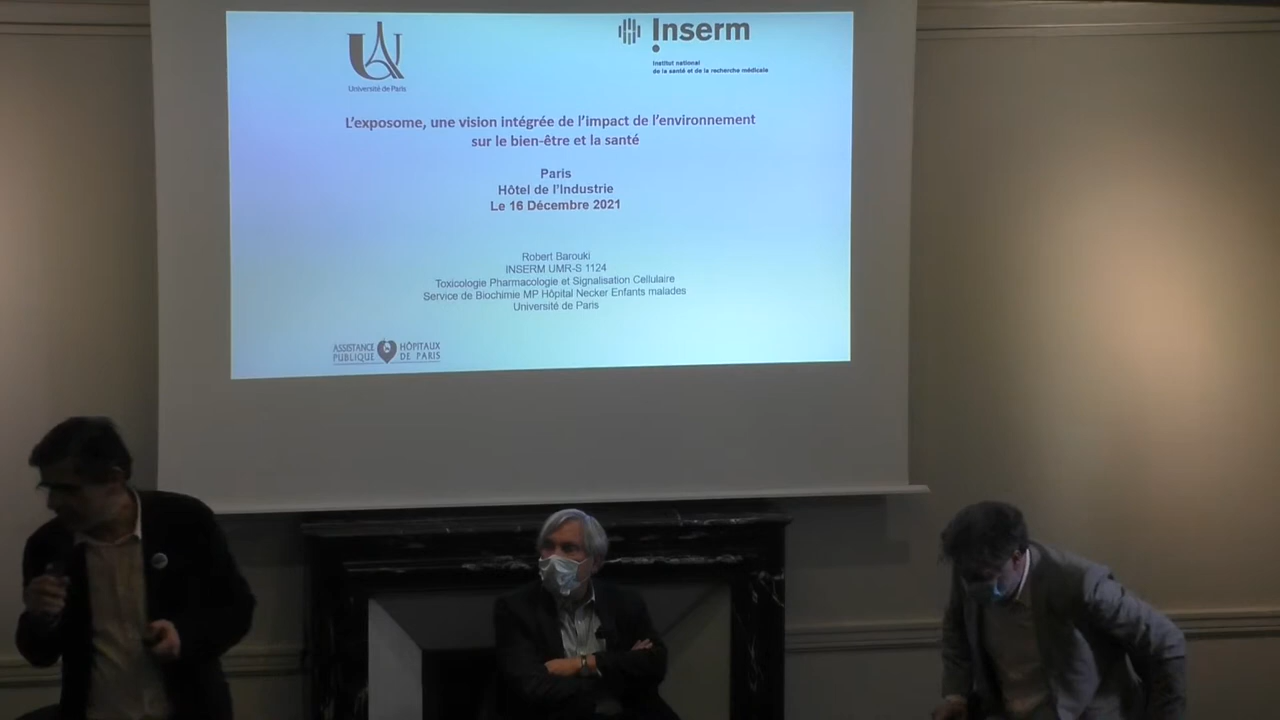 Université de Paris
Inserm
Institut national
de la santé et de la recherche médicale
L'exposome, une vision intégrée de l'impact de l'environnement
sur le bien-être et la santé
Paris
Hôtel de l'Industrie
Le 16 Décembre 2021
Robert Barouki
INSERM UMR-S 1124
Toxicologie Pharmacologie et Signalisation Cellulaire
Service de Biochimie MP Hôpital Necker Enfants malades
Université de Paris
ASSISTANCE HÔPITAUX
PUBLIQUE DE PARIS